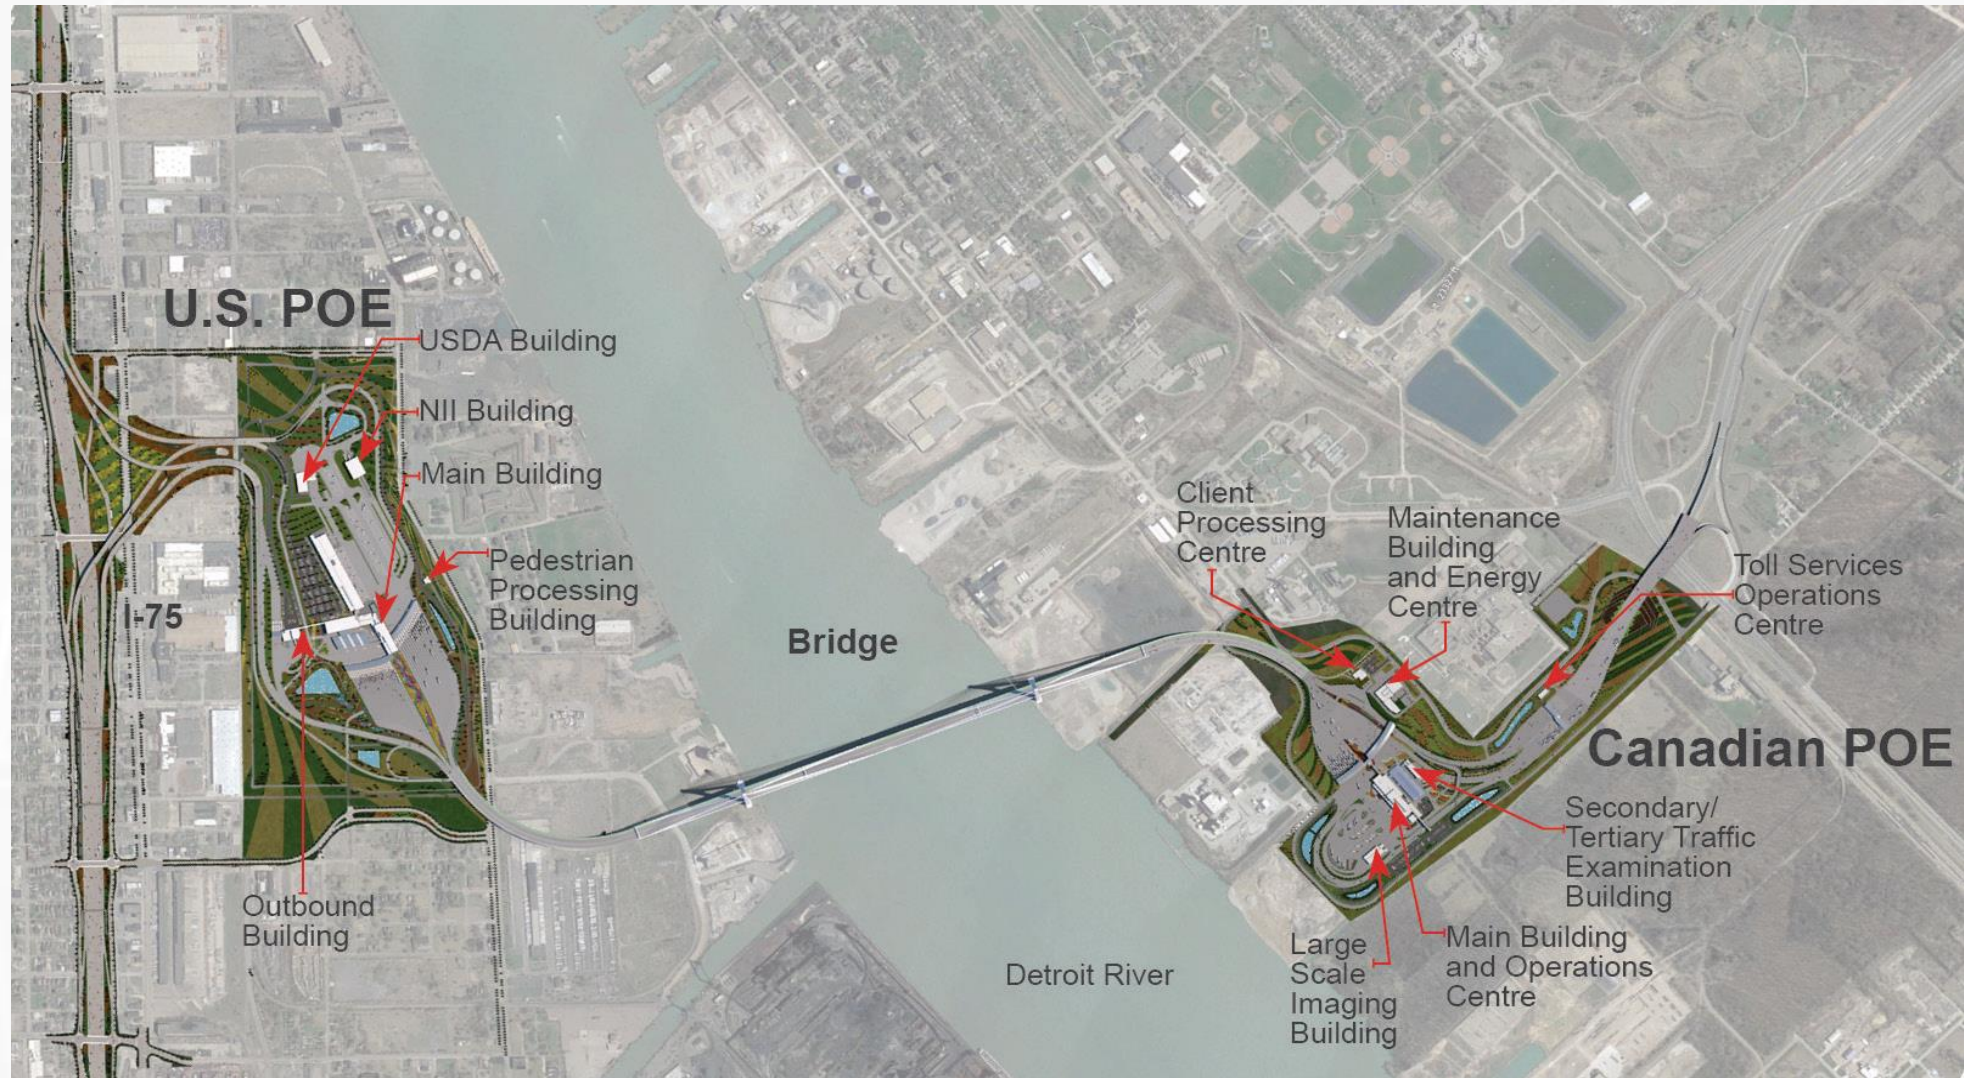 U.S. POE
USDA Building
NII Building
Main Building
Pedestrian
Processing
Building
I-75
Outbound
Building
Bridge
Detroit River
Client
Processing
Centre
Maintenance
Building
and Energy
Centre
Toll Services
Operations
Centre
Canadian POE
Secondary/
Tertiary Traffic
Examination
Building
Main Building
and Operations
Centre
Large
Scale
Imaging
Building